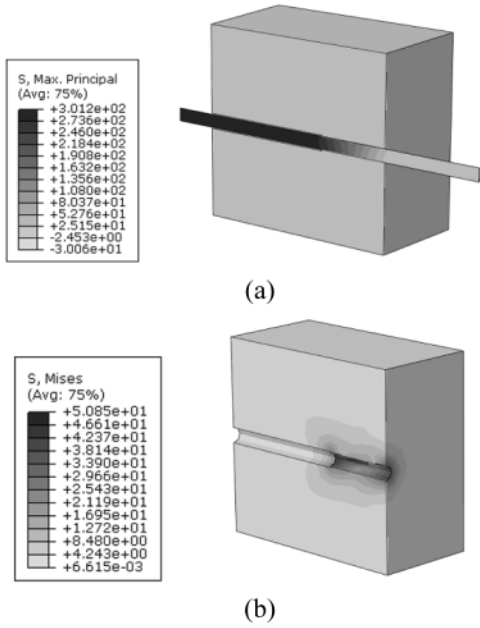 S, Max. Principal
(Avg: 75%)
+3.012e+02
+2.736e+02
+2.460e+02
+2.184e+02
+1.908e+02
+1.632e+02
+1.356e+02
+1.080e+02
+8.037e+01
+5.276e+01
+2.515e+01
-2.453e+00
-3.006e+01
(a)
S, Mises
(Avg: 75%)
+5.085e+01
+4.661e+01
+4.237e+01
+3.814e+01
+3.390e+01
+2.966e+01
+2.543e+01
+2.119e+01
+1.695e+01
+1.272e+01
+8.480e+00
+4.243e+00
+6.615e-03
(b)